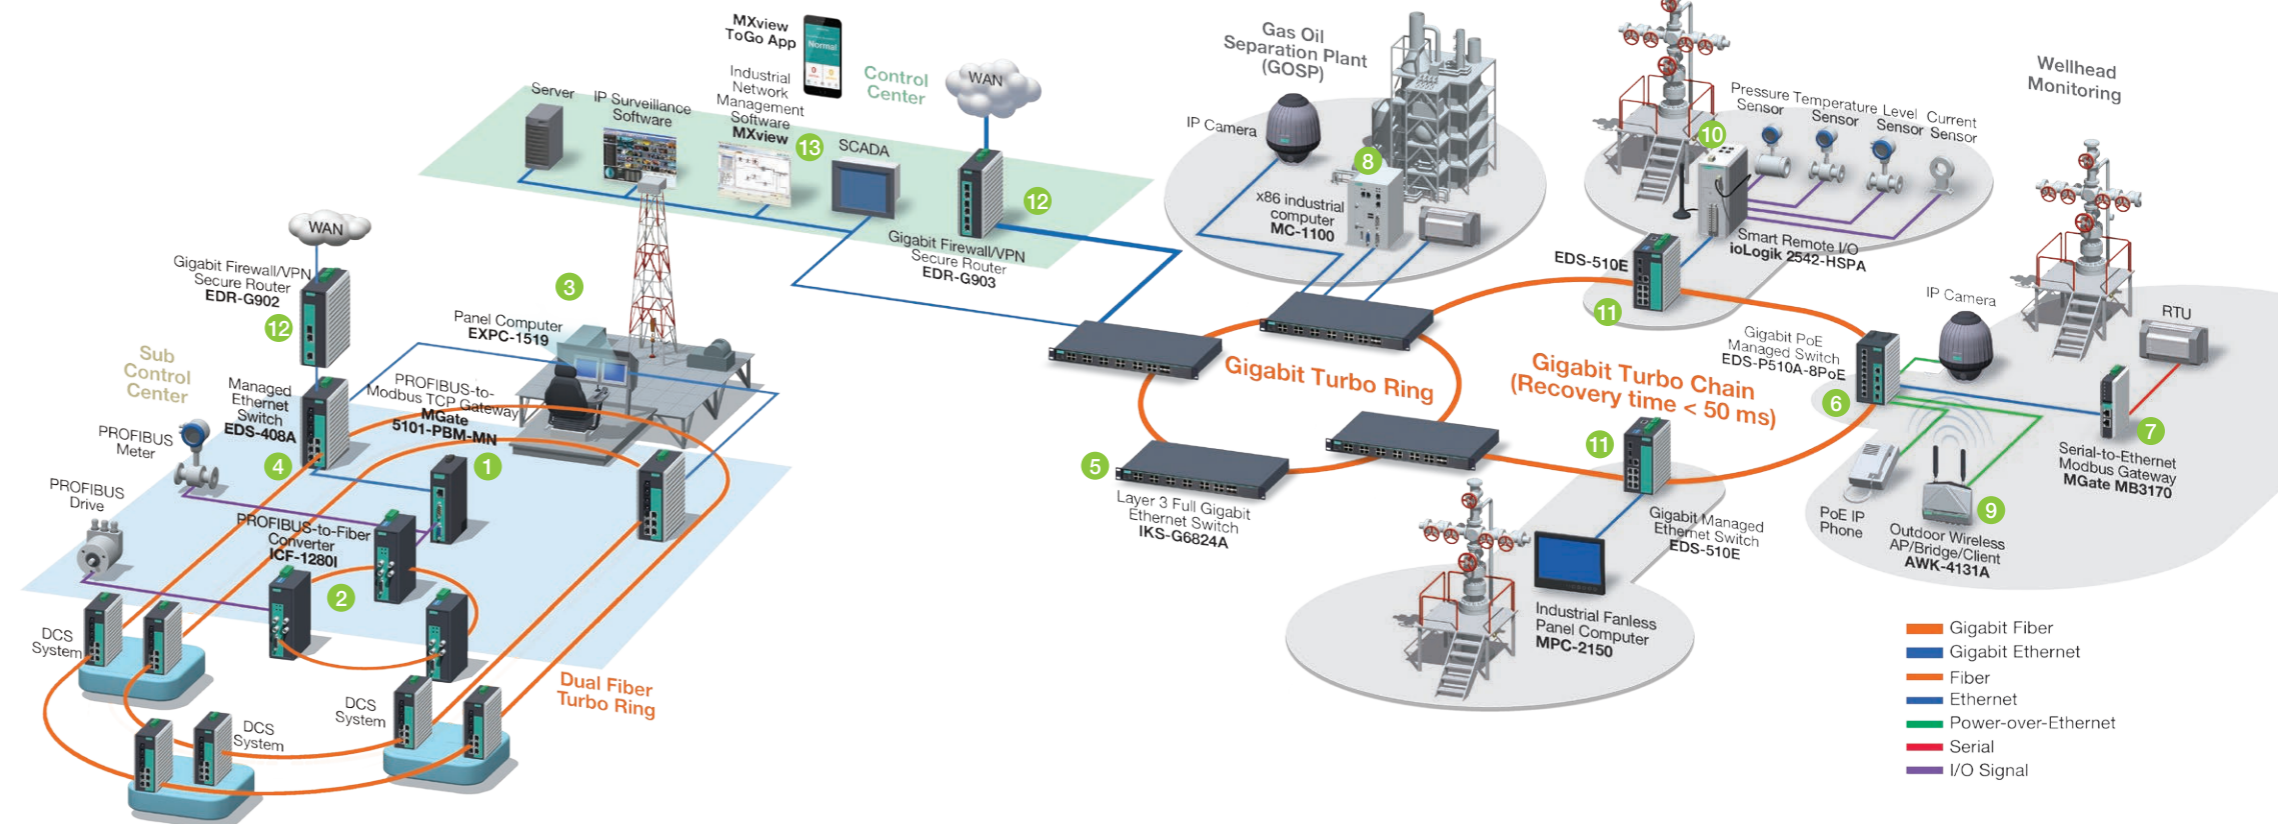 MXview
ToGo App
Normal
Control
Center
WAN
Server
IP Surveillance
Software
Industrial
Network
Management
Software
MXview
13
SCADA
12
Gigabit Firewall/VPN
Secure Router
EDR-G903
WAN
Gigabit Firewall/VPN
Secure Router
EDR-G902
12
3
Panel Computer
EXPC-1519
Sub
Control
Center
Managed
Ethernet
Switch
EDS-408A
4
PROFIBUS-to-
Modbus TCP Gateway
MGate
5101-PBM-MN
1
PROFIBUS
Meter
PROFIBUS
Drive
PROFIBUS-to-Fiber
Converter
ICF-1280I
2
DCS
System
DCS
System
DCS
System
Dual Fiber
Turbo Ring
Gas Oil
Separation Plant
(GOSP)
IP Camera
8
x86 industrial
computer
MC-1100
Gigabit Turbo Ring
5
Layer 3 Full Gigabit
Ethernet Switch
IKS-G6824A
Gigabit Turbo Chain
(Recovery time < 50 ms)
EDS-510E
11
10
Pressure
Sensor
Temperature
Sensor
Level
Sensor
Current
Sensor
Smart Remote I/O
ioLogik 2542-HSPA
Wellhead
Monitoring
Gigabit PoE
Managed Switch
EDS-P510A-8PoE
6
IP Camera
RTU
7
Serial-to-Ethernet
Modbus Gateway
MGate MB3170
PoE IP
Phone
9
Outdoor Wireless
AP/Bridge/Client
AWK-4131A
11
Gigabit Managed
Ethernet Switch
EDS-510E
Industrial Fanless
Panel Computer
MPC-2150
Gigabit Fiber
Gigabit Ethernet
Fiber
Ethernet
Power-over-Ethernet
Serial
I/O Signal